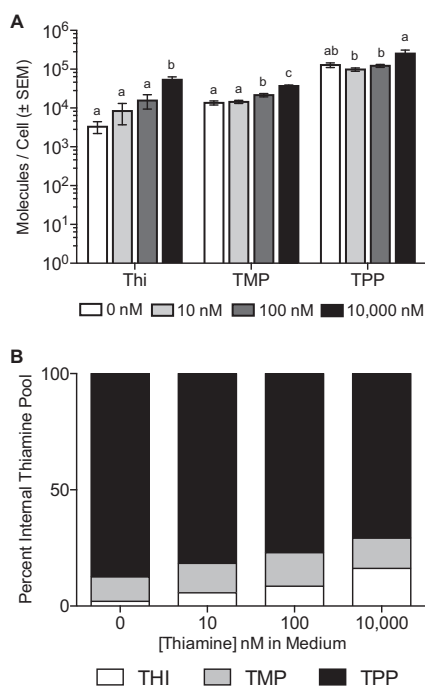 A
Molecules / Cell (± SEM)
10⁶
10⁵
10⁴
10³
10²
10¹
10⁰
a a a b
a a b c
ab b b a
Thi TMP TPP
0 nM 10 nM 100 nM 10,000 nM
B
Percent Internal Thiamine Pool
100
50
0
0 10 100 10,000
[Thiamine] nM in Medium
THI TMP TPP